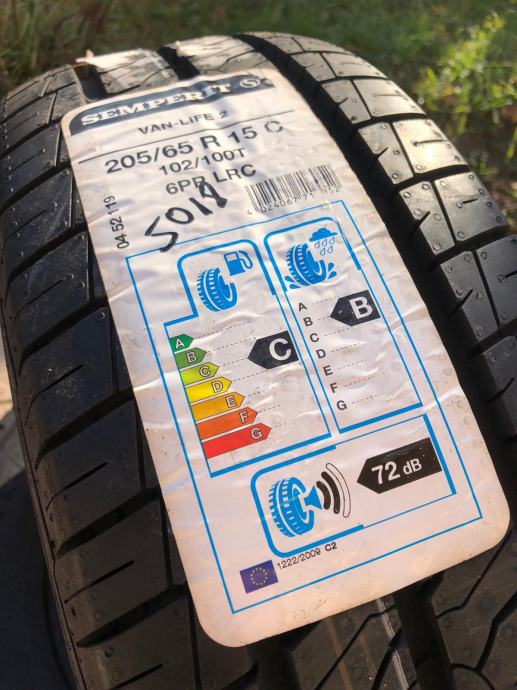 SEMPERIT
VAN-LIFE 2
205/65 R 15 C
102/100T
6PR LRC
04.52.119
5018
A
B
C
D
E
F
G
C
A
B
C
D
E
F
G
B
72 dB
1222/2009 C2